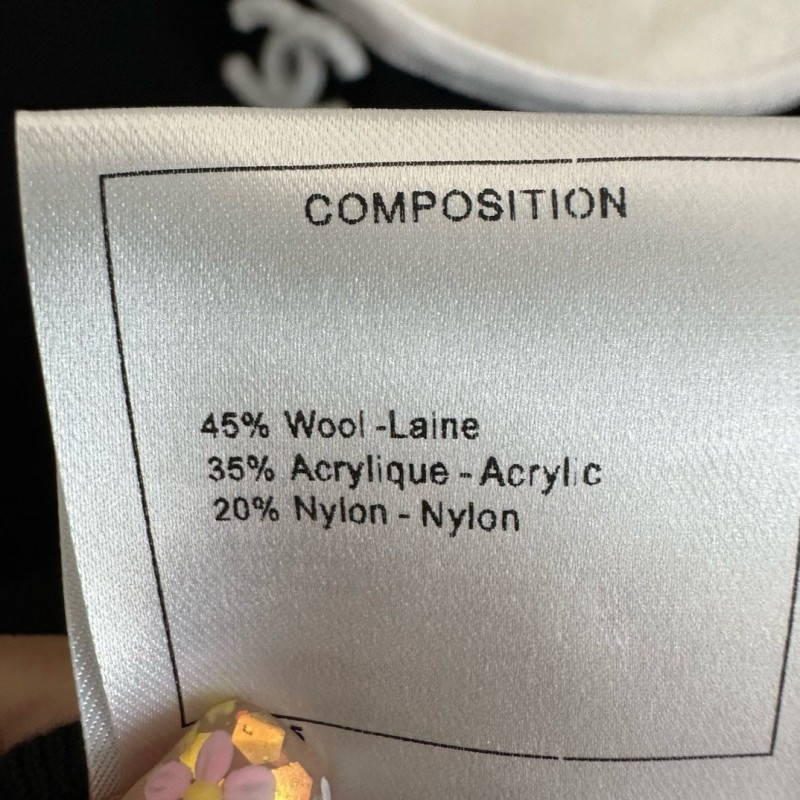 COMPOSITION
45% Wool -Laine
35% Acrylique - Acrylic
20% Nylon - Nylon